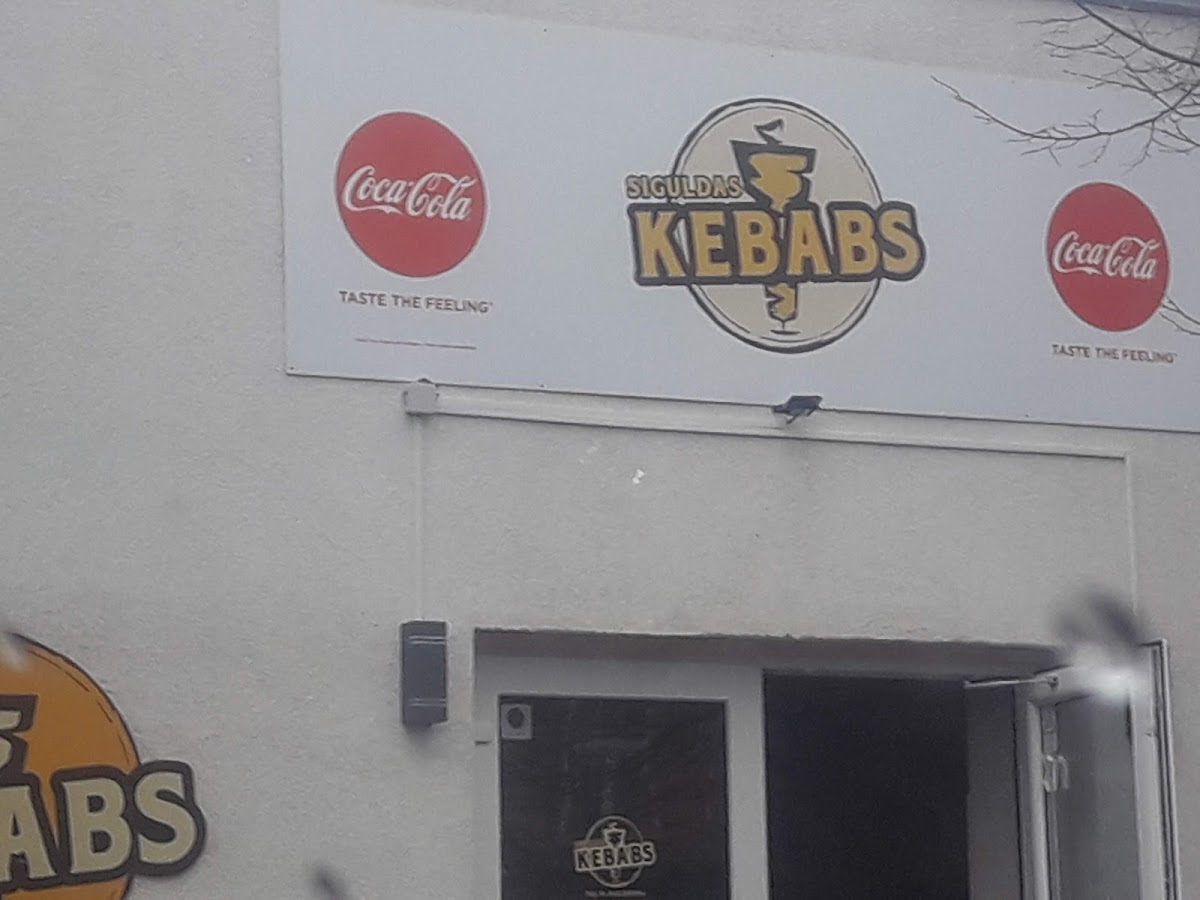 Coca-Cola
TASTE THE FEELING
SIGULDAS
KEBABS
Coca-Cola
TASTE THE FEELING
ABS
KEBABS